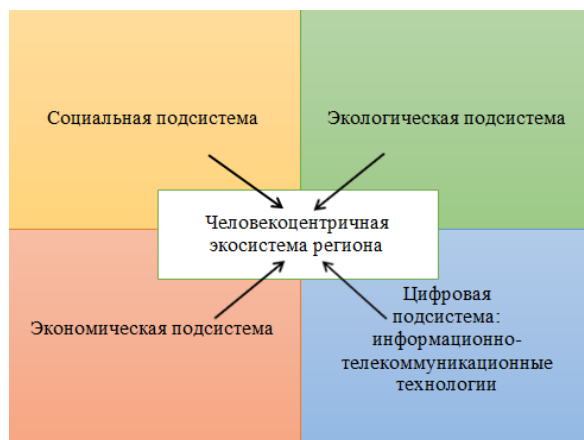 Социальная подсистема
Экологическая подсистема
Человекоцентричная
экосистема региона
Экономическая подсистема
Цифровая
подсистема:
информационно-
телекоммуникационные
технологии